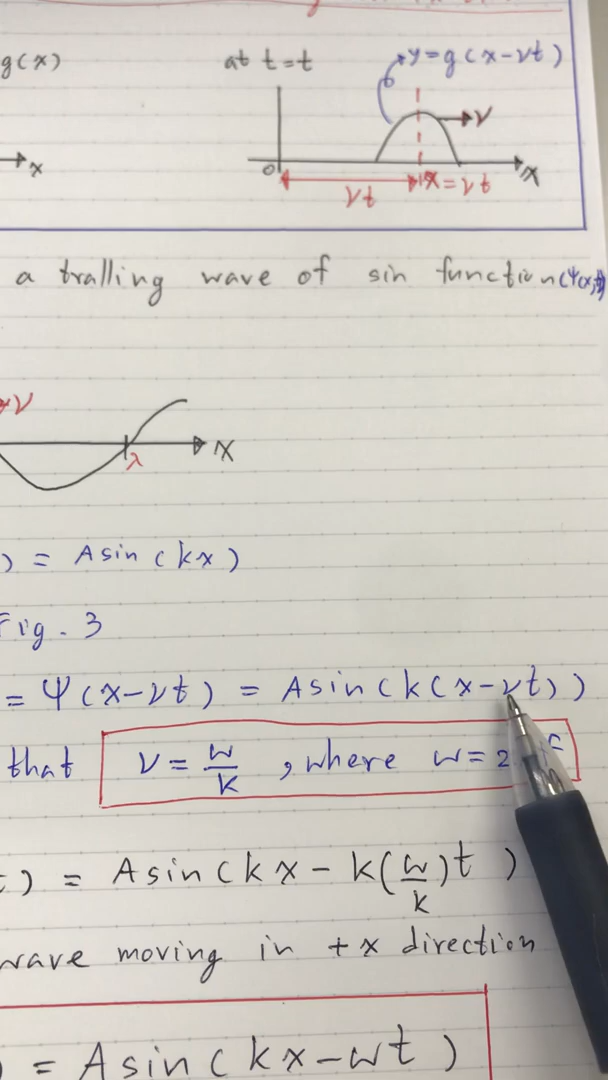 g(x)
at t=t
y=g(x-vt)
v
x
0
x
vt
x=vt
a tralling wave of sin function(Ψ(x,t)
v
x
λ
) = Asin(kx)
Fig. 3
= Ψ(x-vt) = Asin(k(x-vt))
that v = w/k , where w=2
t) = Asin(kx - k(w/k)t)
wave moving in +x direction
) = Asin(kx-wt)